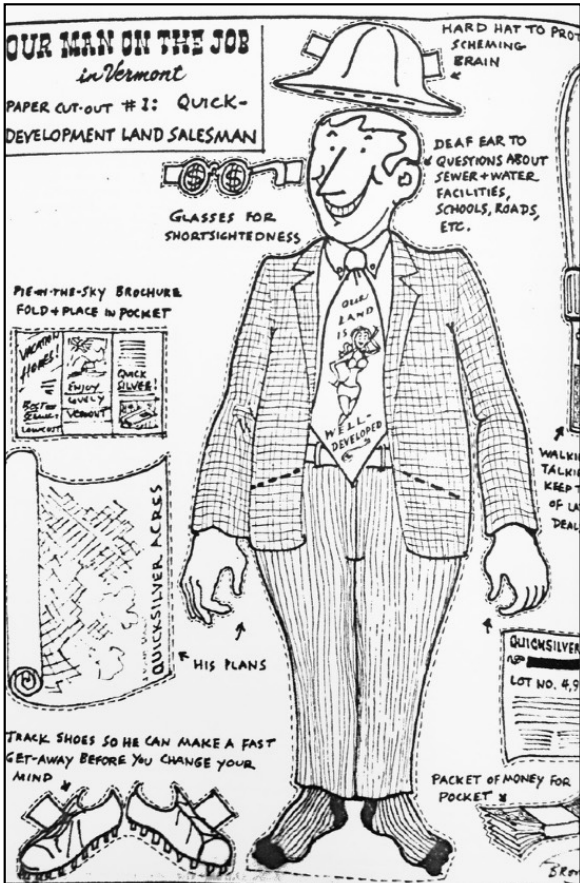 OUR MAN ON THE JOB
in Vermont
PAPER CUT-OUT #1: QUICK-
DEVELOPMENT LAND SALESMAN
HARD HAT TO PROT
SCHEMING
BRAIN
DEAF EAR TO
QUESTIONS ABOUT
SEWER + WATER
FACILITIES,
SCHOOLS, ROADS,
ETC.
$ $
GLASSES FOR
SHORTSIGHTEDNESS
PIE-IN-THE-SKY BROCHURE
FOLD + PLACE IN POCKET
VACATION
HOMES!
LOW COST
ENJOY
LOVELY
VERMONT
QUICK
SILVER!
OUR
LAND
IS
WELL-
DEVELOPED
WALKI
TALKI
KEEP T
OF LA
DEAL
QUICKSILVER ACRES
HIS PLANS
QUICKSILVER
LOT NO. 4,9
TRACK SHOES SO HE CAN MAKE A FAST
GET-AWAY BEFORE YOU CHANGE YOUR
MIND
PACKET OF MONEY FOR
POCKET